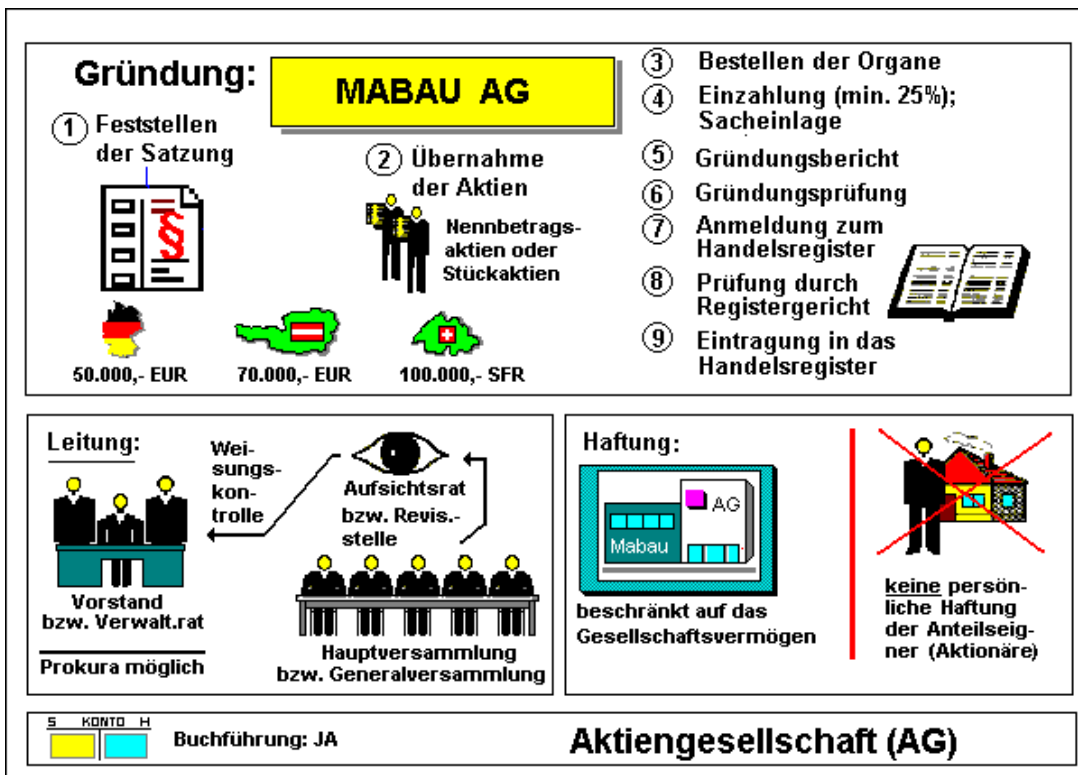 Gründung:
MABAU AG
1 Feststellen
der Satzung
2 Übernahme
der Aktien
Nennbetrags-
aktien oder
Stückaktien
§
50.000,- EUR
70.000,- EUR
100.000,- SFR
3 Bestellen der Organe
4 Einzahlung (min. 25%);
Sacheinlage
5 Gründungsbericht
6 Gründungsprüfung
7 Anmeldung zum
Handelsregister
8 Prüfung durch
Registergericht
9 Eintragung in das
Handelsregister
Leitung:
Wei-
sungs-
kon-
trolle
Aufsichtsrat
bzw. Revis.-
stelle
Vorstand
bzw. Verwalt.rat
Prokura möglich
Hauptversammlung
bzw. Generalversammlung
Haftung:
AG
Mabau
beschränkt auf das
Gesellschaftsvermögen
keine persön-
liche Haftung
der Anteilseig-
ner (Aktionäre)
S KONTO H
Buchführung: JA
Aktiengesellschaft (AG)